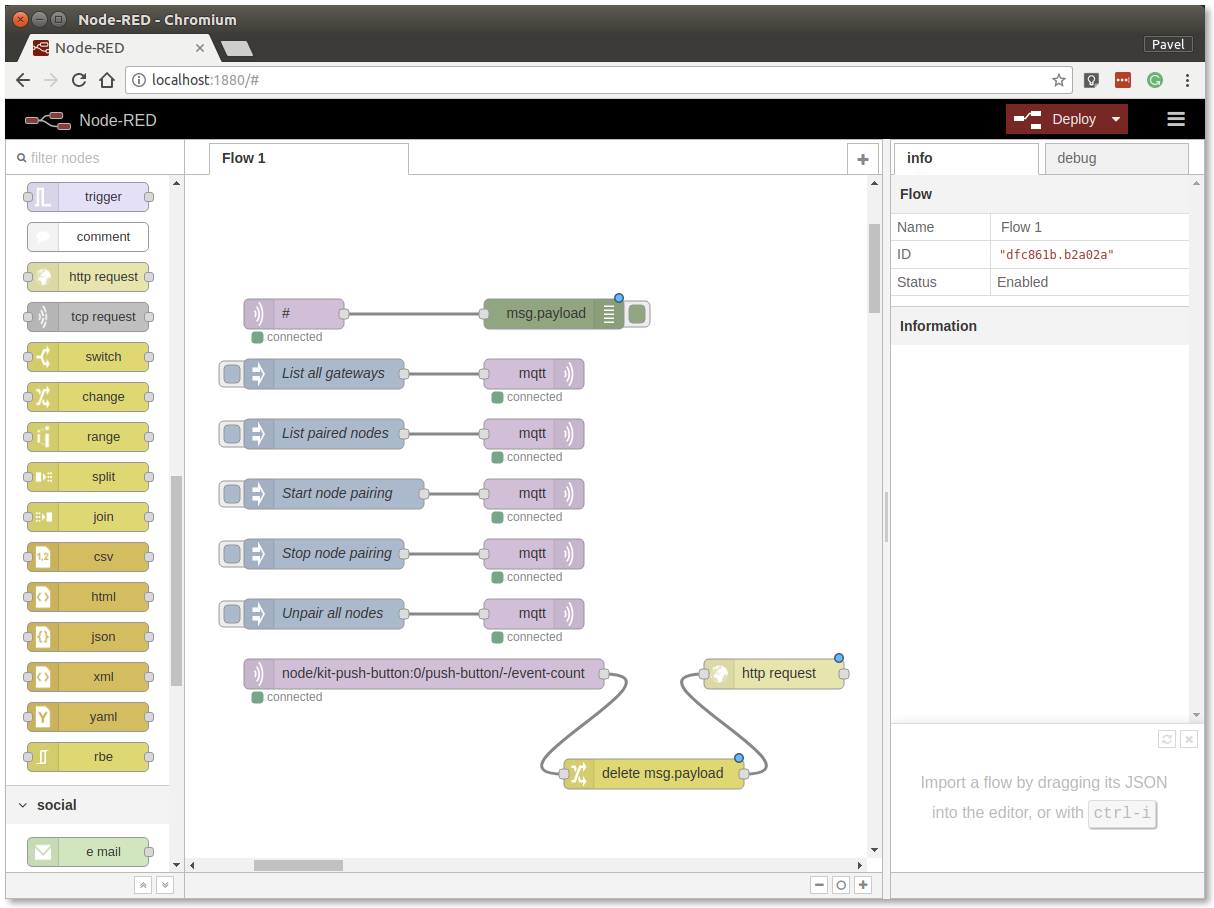 Node-RED - Chromium
Node-RED
Pavel
localhost:1880/#
Node-RED
Deploy
filter nodes
trigger
comment
http request
tcp request
switch
change
range
split
join
csv
html
json
xml
yaml
rbe
social
e mail
Flow 1
#
connected
msg.payload
List all gateways
mqtt
connected
List paired nodes
mqtt
connected
Start node pairing
mqtt
connected
Stop node pairing
mqtt
connected
Unpair all nodes
mqtt
connected
node/kit-push-button:0/push-button/-/event-count
connected
http request
delete msg.payload
info
debug
Flow
Name Flow 1
ID "dfc861b.b2a02a"
Status Enabled
Information
Import a flow by dragging its JSON
into the editor, or with ctrl-i